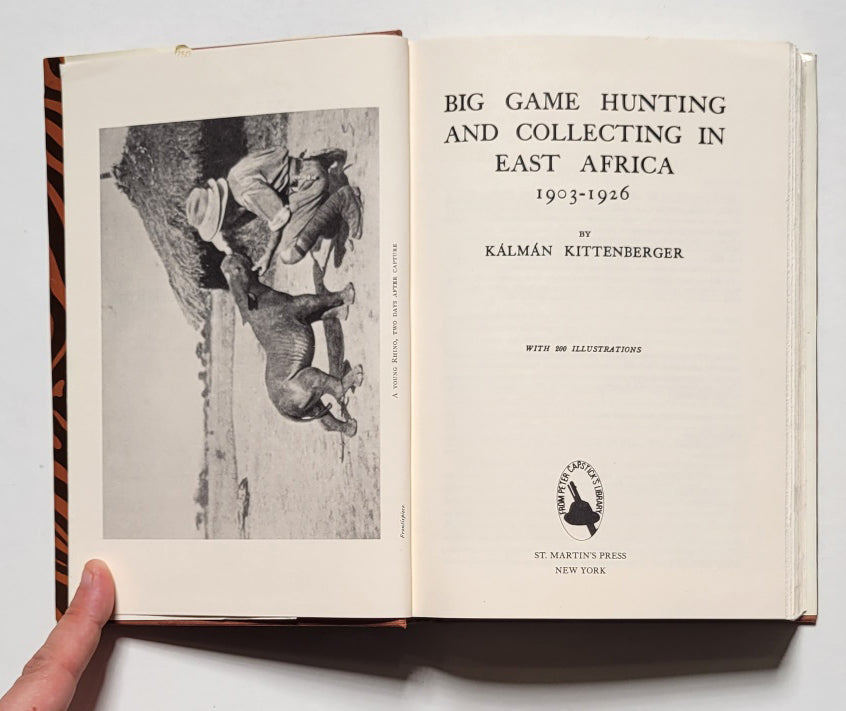 A YOUNG RHINO, TWO DAYS AFTER CAPTURE
Frontispiece.
BIG GAME HUNTING
AND COLLECTING IN
EAST AFRICA
1903-1926
BY
KÁLMÁN KITTENBERGER
WITH 200 ILLUSTRATIONS
FROM PETER CAPSTICK'S LIBRARY
ST. MARTIN'S PRESS
NEW YORK